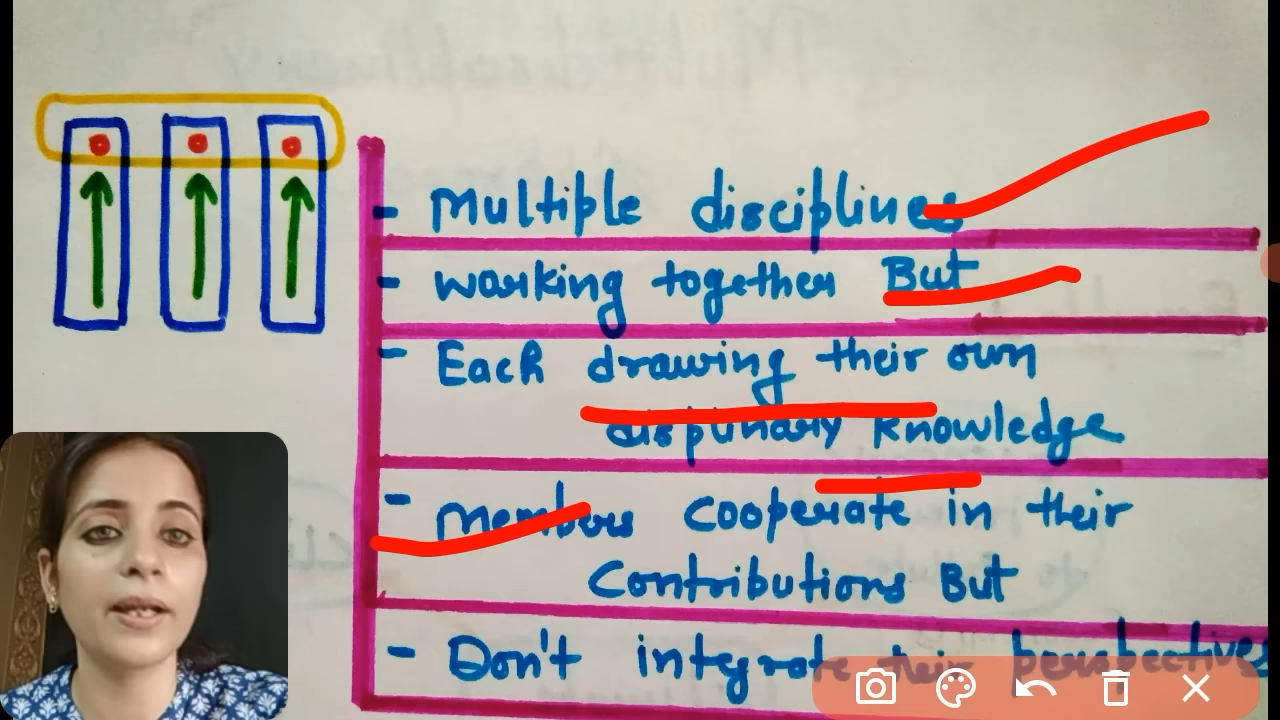 - Multiple disciplines
- working together But
- Each drawing their own
displinary knowledge
- Members Cooperate in their
Contributions But
- Don't integrate their perspectives